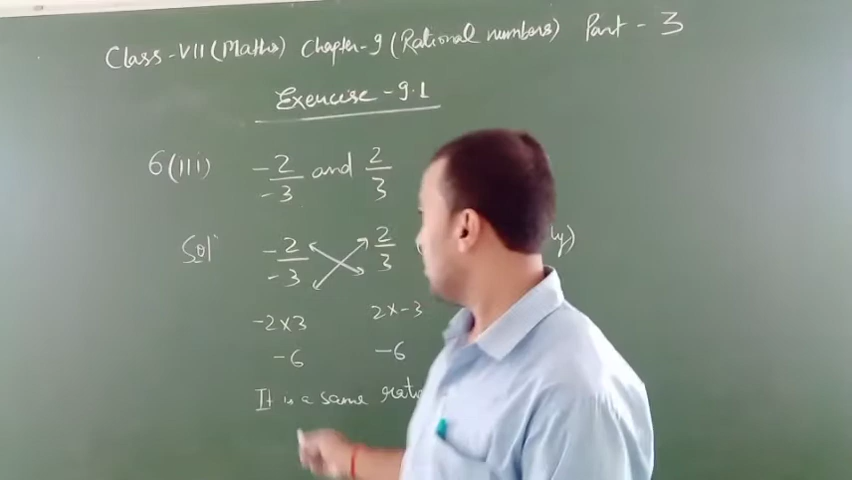 Class-VII (Maths) Chapter-9 (Rational numbers) Part - 3
Exercise - 9.1
6(iii) -2/-3 and 2/3
Sol -2/-3 2/3
-2×3 2×-3
-6 -6
It is a same